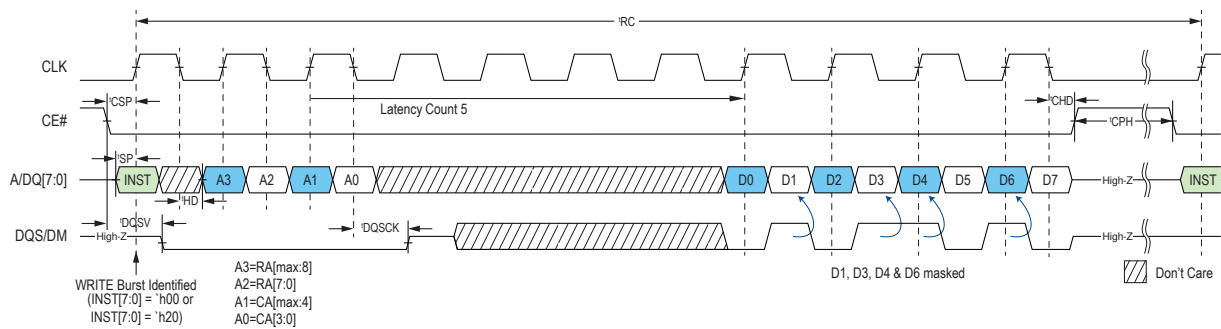 tRC
CLK
tCSP
Latency Count 5
tCHD
CE#
tCPH
tSP
A/DQ[7:0]
INST A3 A2 A1 A0 D0 D1 D2 D3 D4 D5 D6 D7 High-Z INST
tHD
tDQSV
tDQSCK
DQS/DM
High-Z
High-Z
WRITE Burst Identified
(INST[7:0] = `h00 or
INST[7:0] = `h20)
A3=RA[max:8]
A2=RA[7:0]
A1=CA[max:4]
A0=CA[3:0]
D1, D3, D4 & D6 masked
Don't Care